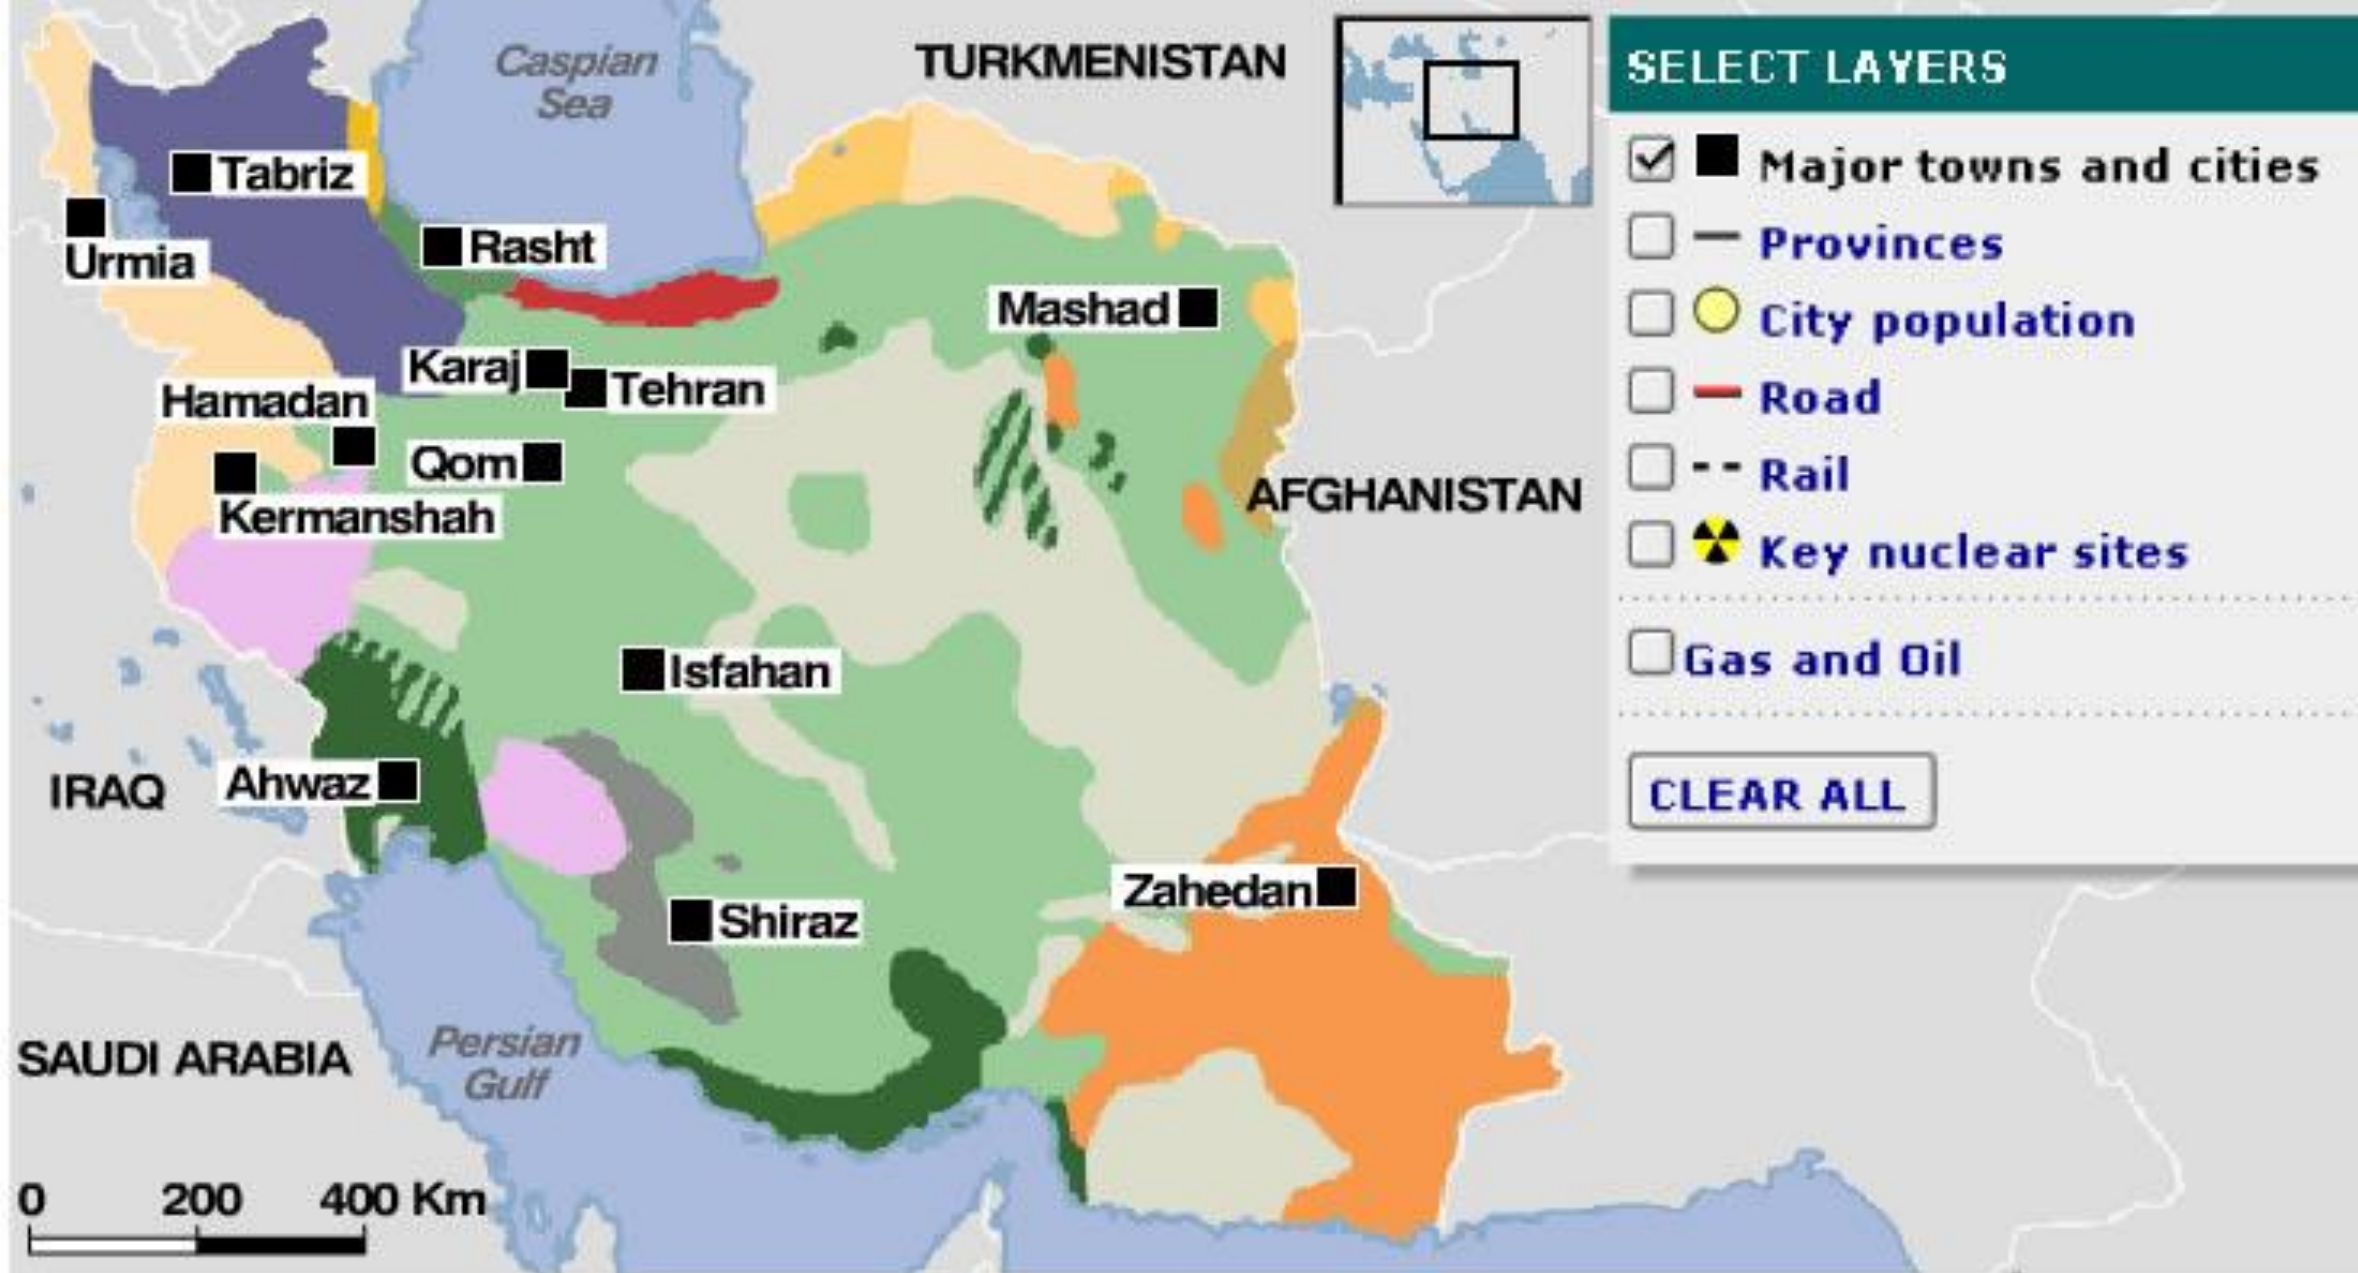 Caspian
Sea
TURKMENISTAN
SELECT LAYERS
Major towns and cities
Tabriz
Provinces
Urmia
Rasht
Mashad
City population
Karaj
Tehran
Road
Hamadan
Qom
Rail
Kermanshah
AFGHANISTAN
Key nuclear sites
Isfahan
Gas and Oil
IRAQ
Ahwaz
CLEAR ALL
Zahedan
Shiraz
SAUDI ARABIA
Persian
Gulf
0 200 400 Km